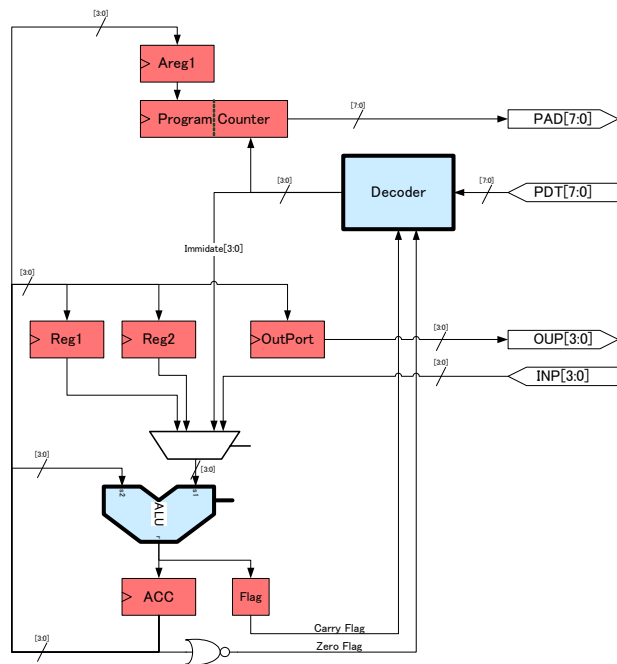 [3:0]
Areg1
Program Counter
[7:0]
PAD[7:0]
Decoder
[3:0]
[7:0]
PDT[7:0]
Immidate[3:0]
[3:0]
Reg1
Reg2
OutPort
[3:0]
OUP[3:0]
[3:0]
INP[3:0]
[3:0]
[3:0]
s2
s1
ALU
r
ACC
Flag
Carry Flag
[3:0]
Zero Flag